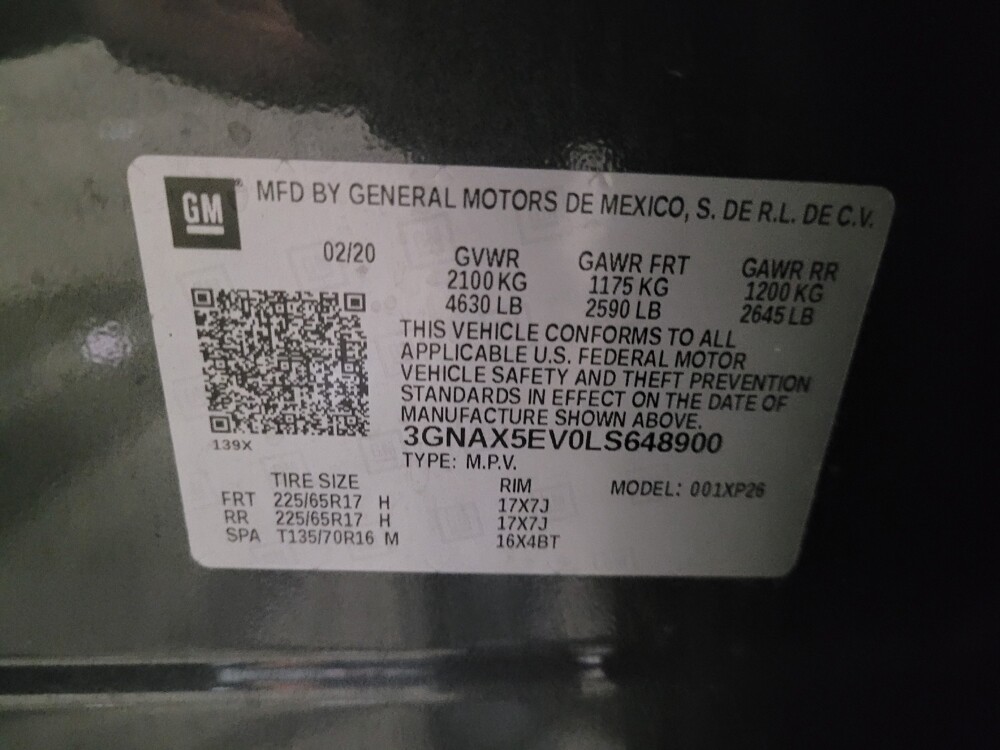 GM® MFD BY GENERAL MOTORS DE MEXICO, S. DE R.L. DE C.V.
02/20 GVWR GAWR FRT GAWR RR
2100 KG 1175 KG 1200 KG
4630 LB 2590 LB 2645 LB
THIS VEHICLE CONFORMS TO ALL
APPLICABLE U.S. FEDERAL MOTOR
VEHICLE SAFETY AND THEFT PREVENTION
STANDARDS IN EFFECT ON THE DATE OF
MANUFACTURE SHOWN ABOVE.
139X
3GNAX5EV0LS648900
TYPE: M.P.V.
TIRE SIZE RIM MODEL: 001XP26
FRT 225/65R17 H 17X7J
RR 225/65R17 H 17X7J
SPA T135/70R16 M 16X4BT